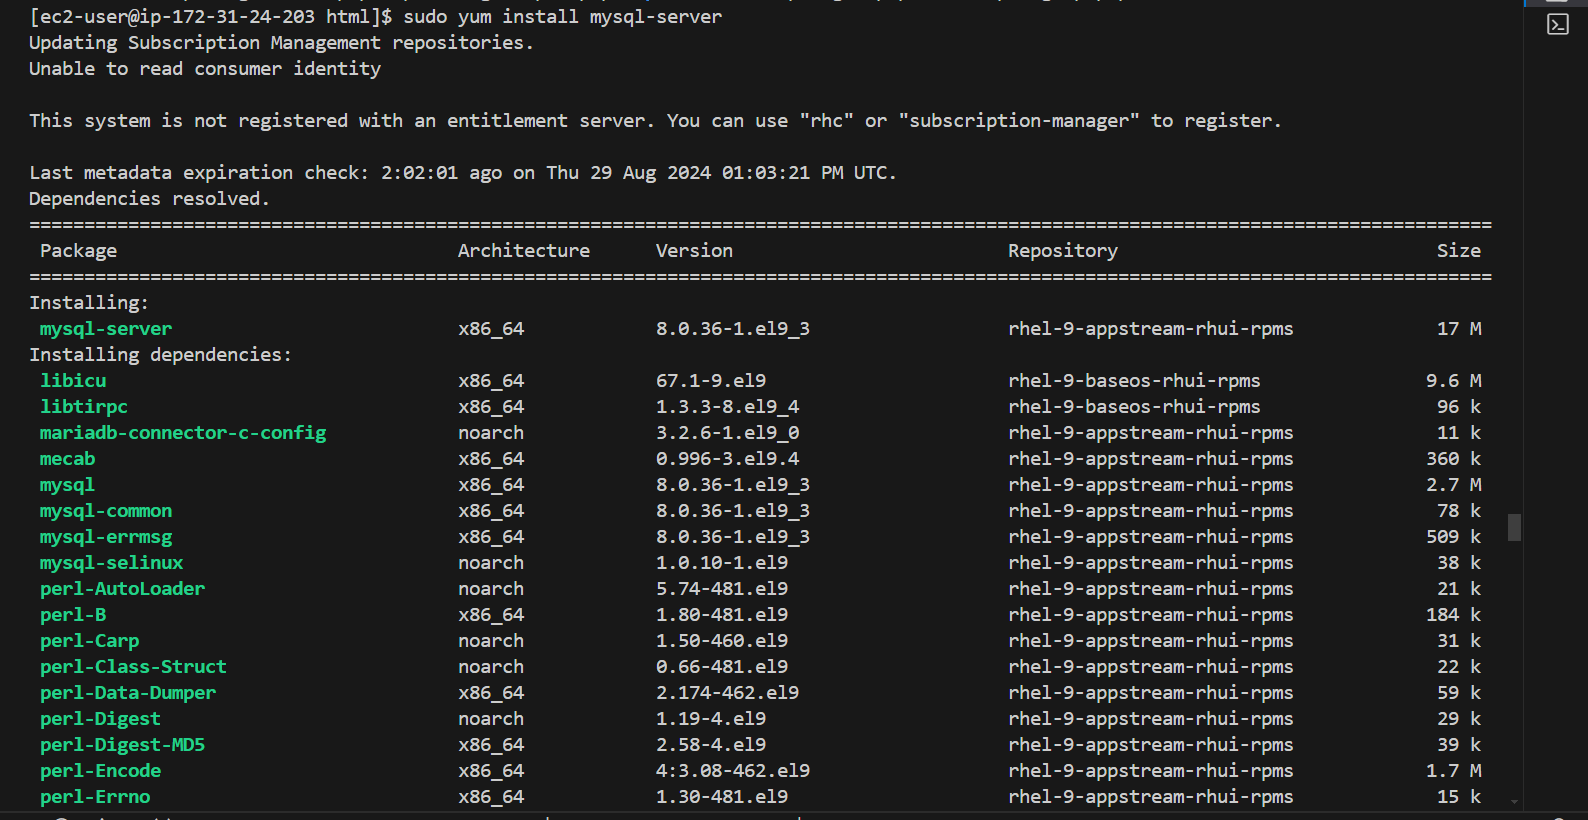 [ec2-user@ip-172-31-24-203 html]$ sudo yum install mysql-server
Updating Subscription Management repositories.
Unable to read consumer identity
This system is not registered with an entitlement server. You can use "rhc" or "subscription-manager" to register.
Last metadata expiration check: 2:02:01 ago on Thu 29 Aug 2024 01:03:21 PM UTC.
Dependencies resolved.
=====================================================================================================================================
Package Architecture Version Repository Size
=====================================================================================================================================
Installing:
mysql-server x86_64 8.0.36-1.el9_3 rhel-9-appstream-rhui-rpms 17 M
Installing dependencies:
libicu x86_64 67.1-9.el9 rhel-9-baseos-rhui-rpms 9.6 M
libtirpc x86_64 1.3.3-8.el9_4 rhel-9-baseos-rhui-rpms 96 k
mariadb-connector-c-config noarch 3.2.6-1.el9_0 rhel-9-appstream-rhui-rpms 11 k
mecab x86_64 0.996-3.el9.4 rhel-9-appstream-rhui-rpms 360 k
mysql x86_64 8.0.36-1.el9_3 rhel-9-appstream-rhui-rpms 2.7 M
mysql-common x86_64 8.0.36-1.el9_3 rhel-9-appstream-rhui-rpms 78 k
mysql-errmsg x86_64 8.0.36-1.el9_3 rhel-9-appstream-rhui-rpms 509 k
mysql-selinux noarch 1.0.10-1.el9 rhel-9-appstream-rhui-rpms 38 k
perl-AutoLoader noarch 5.74-481.el9 rhel-9-appstream-rhui-rpms 21 k
perl-B x86_64 1.80-481.el9 rhel-9-appstream-rhui-rpms 184 k
perl-Carp noarch 1.50-460.el9 rhel-9-appstream-rhui-rpms 31 k
perl-Class-Struct noarch 0.66-481.el9 rhel-9-appstream-rhui-rpms 22 k
perl-Data-Dumper x86_64 2.174-462.el9 rhel-9-appstream-rhui-rpms 59 k
perl-Digest noarch 1.19-4.el9 rhel-9-appstream-rhui-rpms 29 k
perl-Digest-MD5 x86_64 2.58-4.el9 rhel-9-appstream-rhui-rpms 39 k
perl-Encode x86_64 4:3.08-462.el9 rhel-9-appstream-rhui-rpms 1.7 M
perl-Errno x86_64 1.30-481.el9 rhel-9-appstream-rhui-rpms 15 k